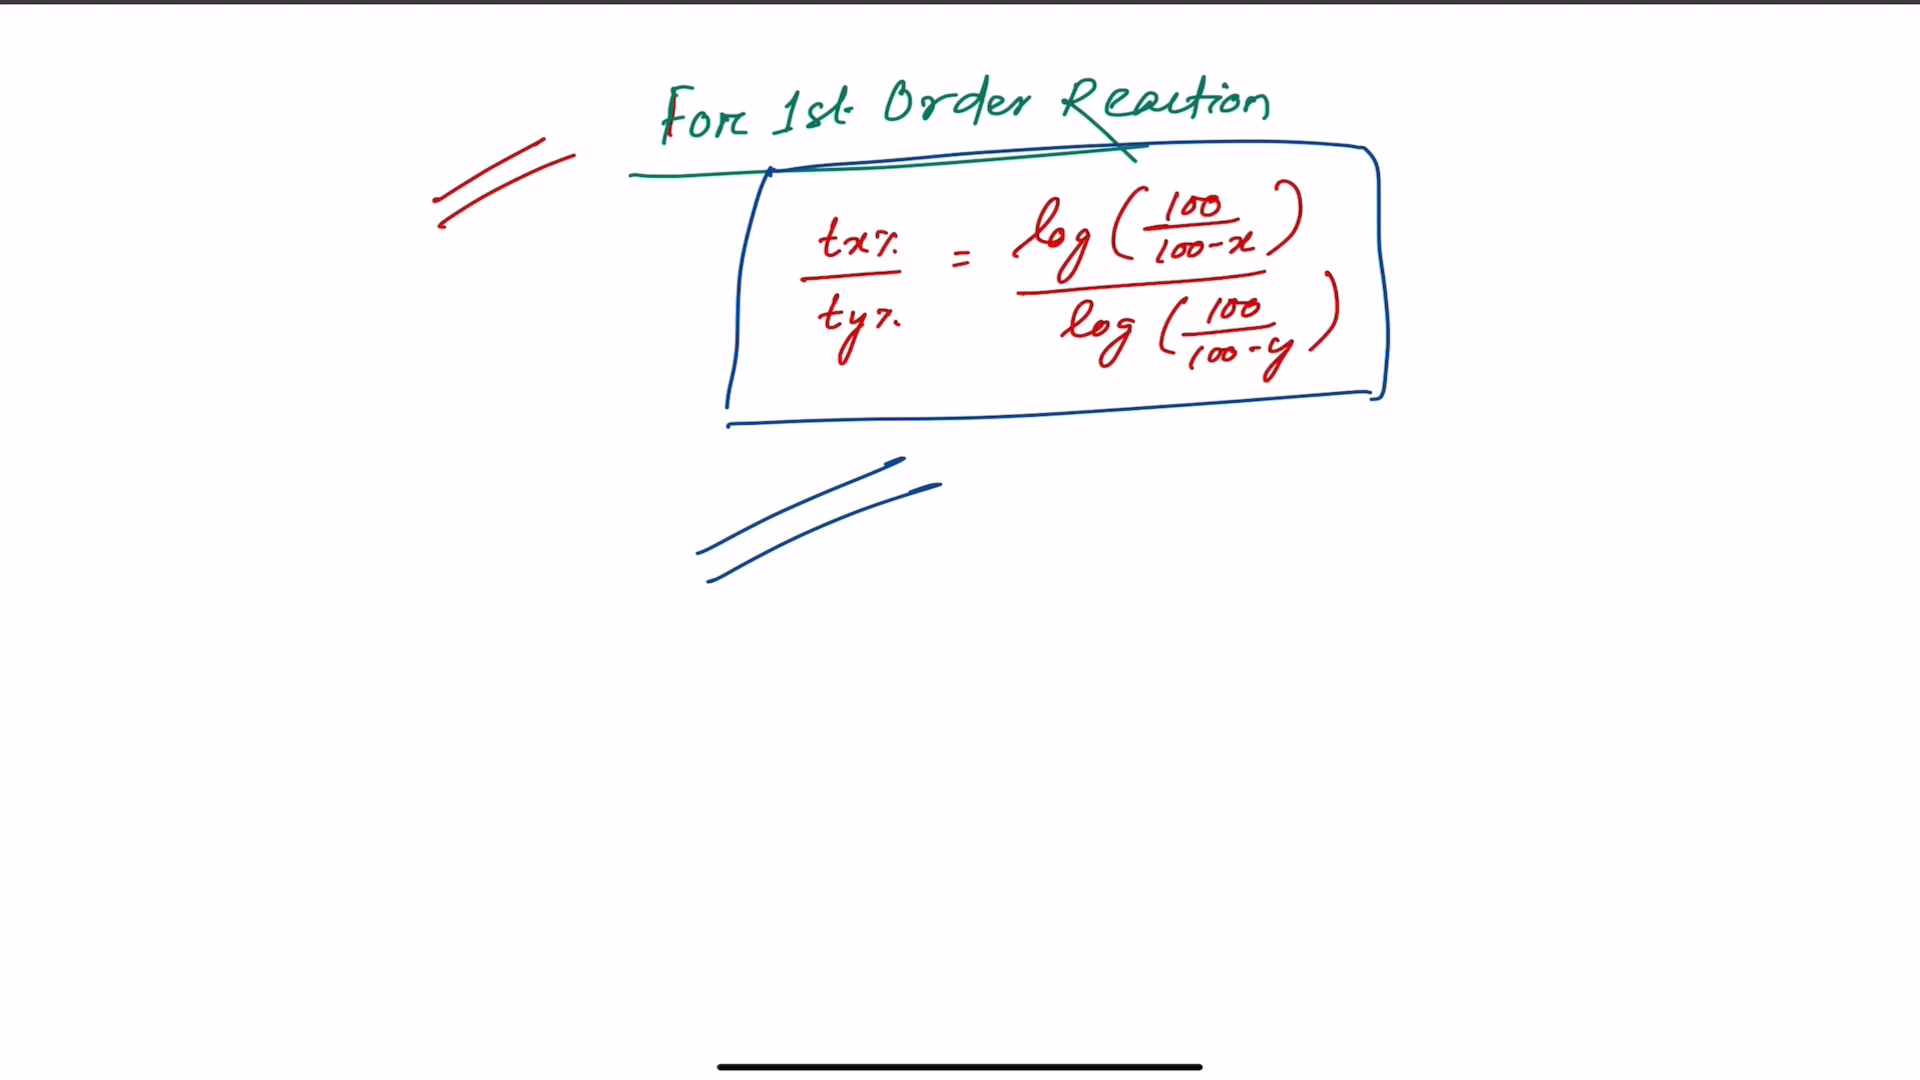 For 1st Order Reaction
tx% / ty% = log (100 / 100-x) / log (100 / 100-y)